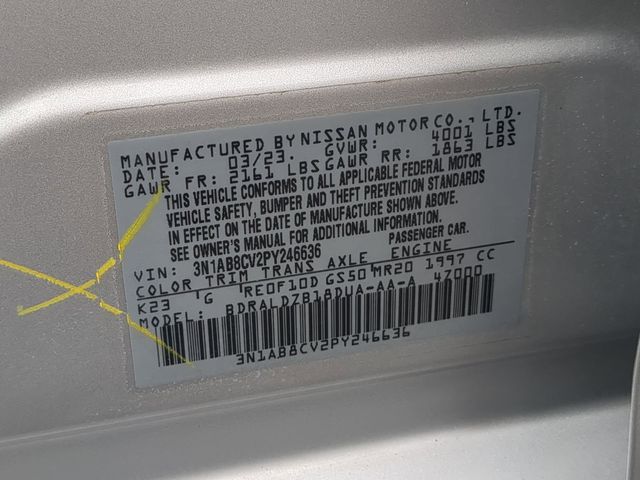 MANUFACTURED BY NISSAN MOTOR CO., LTD.
DATE: 03/23. GVWR: 4001 LBS
GAWR FR: 2161 LBS GAWR RR: 1863 LBS
THIS VEHICLE CONFORMS TO ALL APPLICABLE FEDERAL MOTOR
VEHICLE SAFETY, BUMPER AND THEFT PREVENTION STANDARDS
IN EFFECT ON THE DATE OF MANUFACTURE SHOWN ABOVE.
SEE OWNER'S MANUAL FOR ADDITIONAL INFORMATION.
VIN: 3N1AB8CV2PY246636 PASSENGER CAR.
COLOR TRIM TRANS AXLE ENGINE
K23 G RE0F10D GS50 MR20 1997 CC
MODEL: BDRALDZB18DUA-AA-A 47000
3N1AB8CV2PY246636